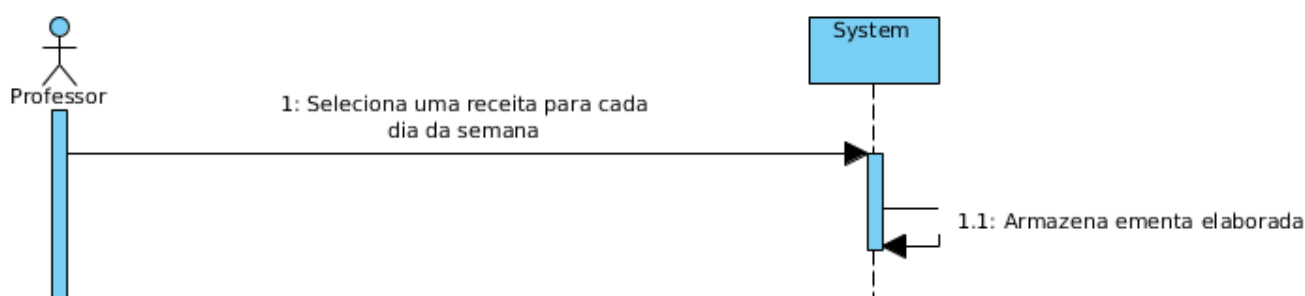 System
Professor
1: Seleciona uma receita para cada
dia da semana
1.1: Armazena ementa elaborada